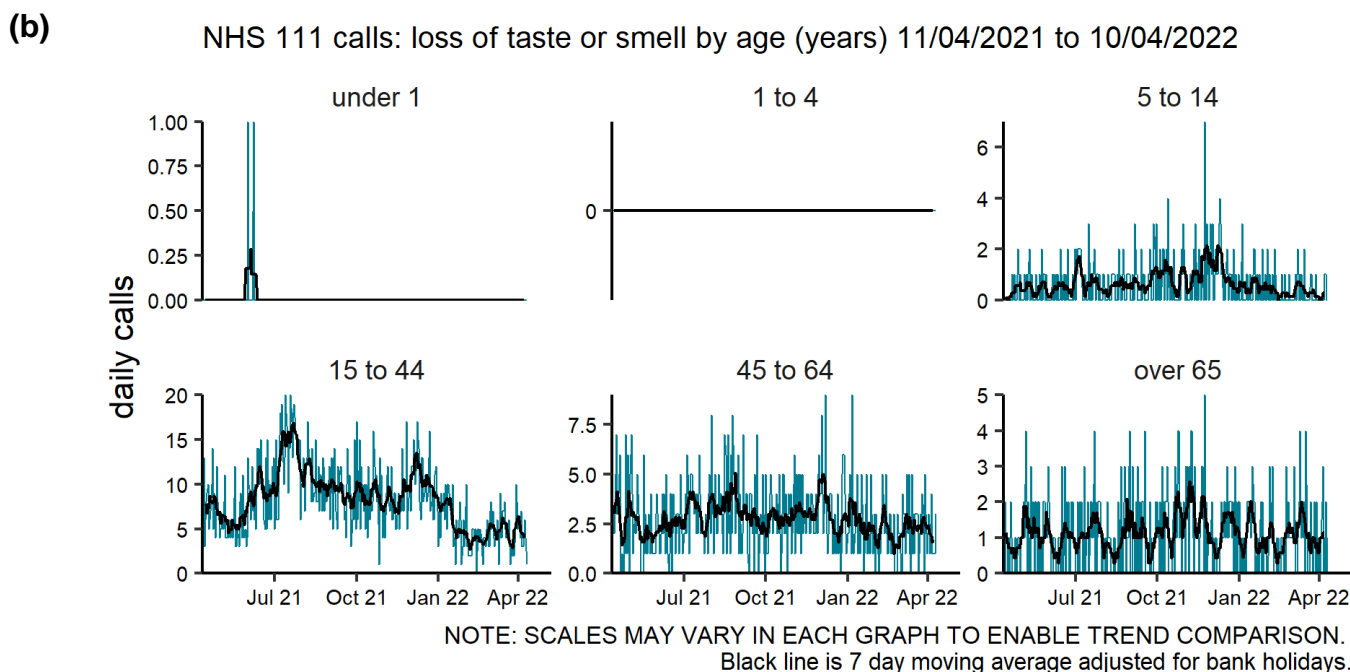 (b)
NHS 111 calls: loss of taste or smell by age (years) 11/04/2021 to 10/04/2022
under 1
1 to 4
5 to 14
1.00
0.75
0.50
0.25
0.00
0
6
4
2
0
daily calls
15 to 44
45 to 64
over 65
20
15
10
5
0
7.5
5.0
2.5
0.0
5
4
3
2
1
0
Jul 21 Oct 21 Jan 22 Apr 22
Jul 21 Oct 21 Jan 22 Apr 22
Jul 21 Oct 21 Jan 22 Apr 22
NOTE: SCALES MAY VARY IN EACH GRAPH TO ENABLE TREND COMPARISON.
Black line is 7 day moving average adjusted for bank holidays.